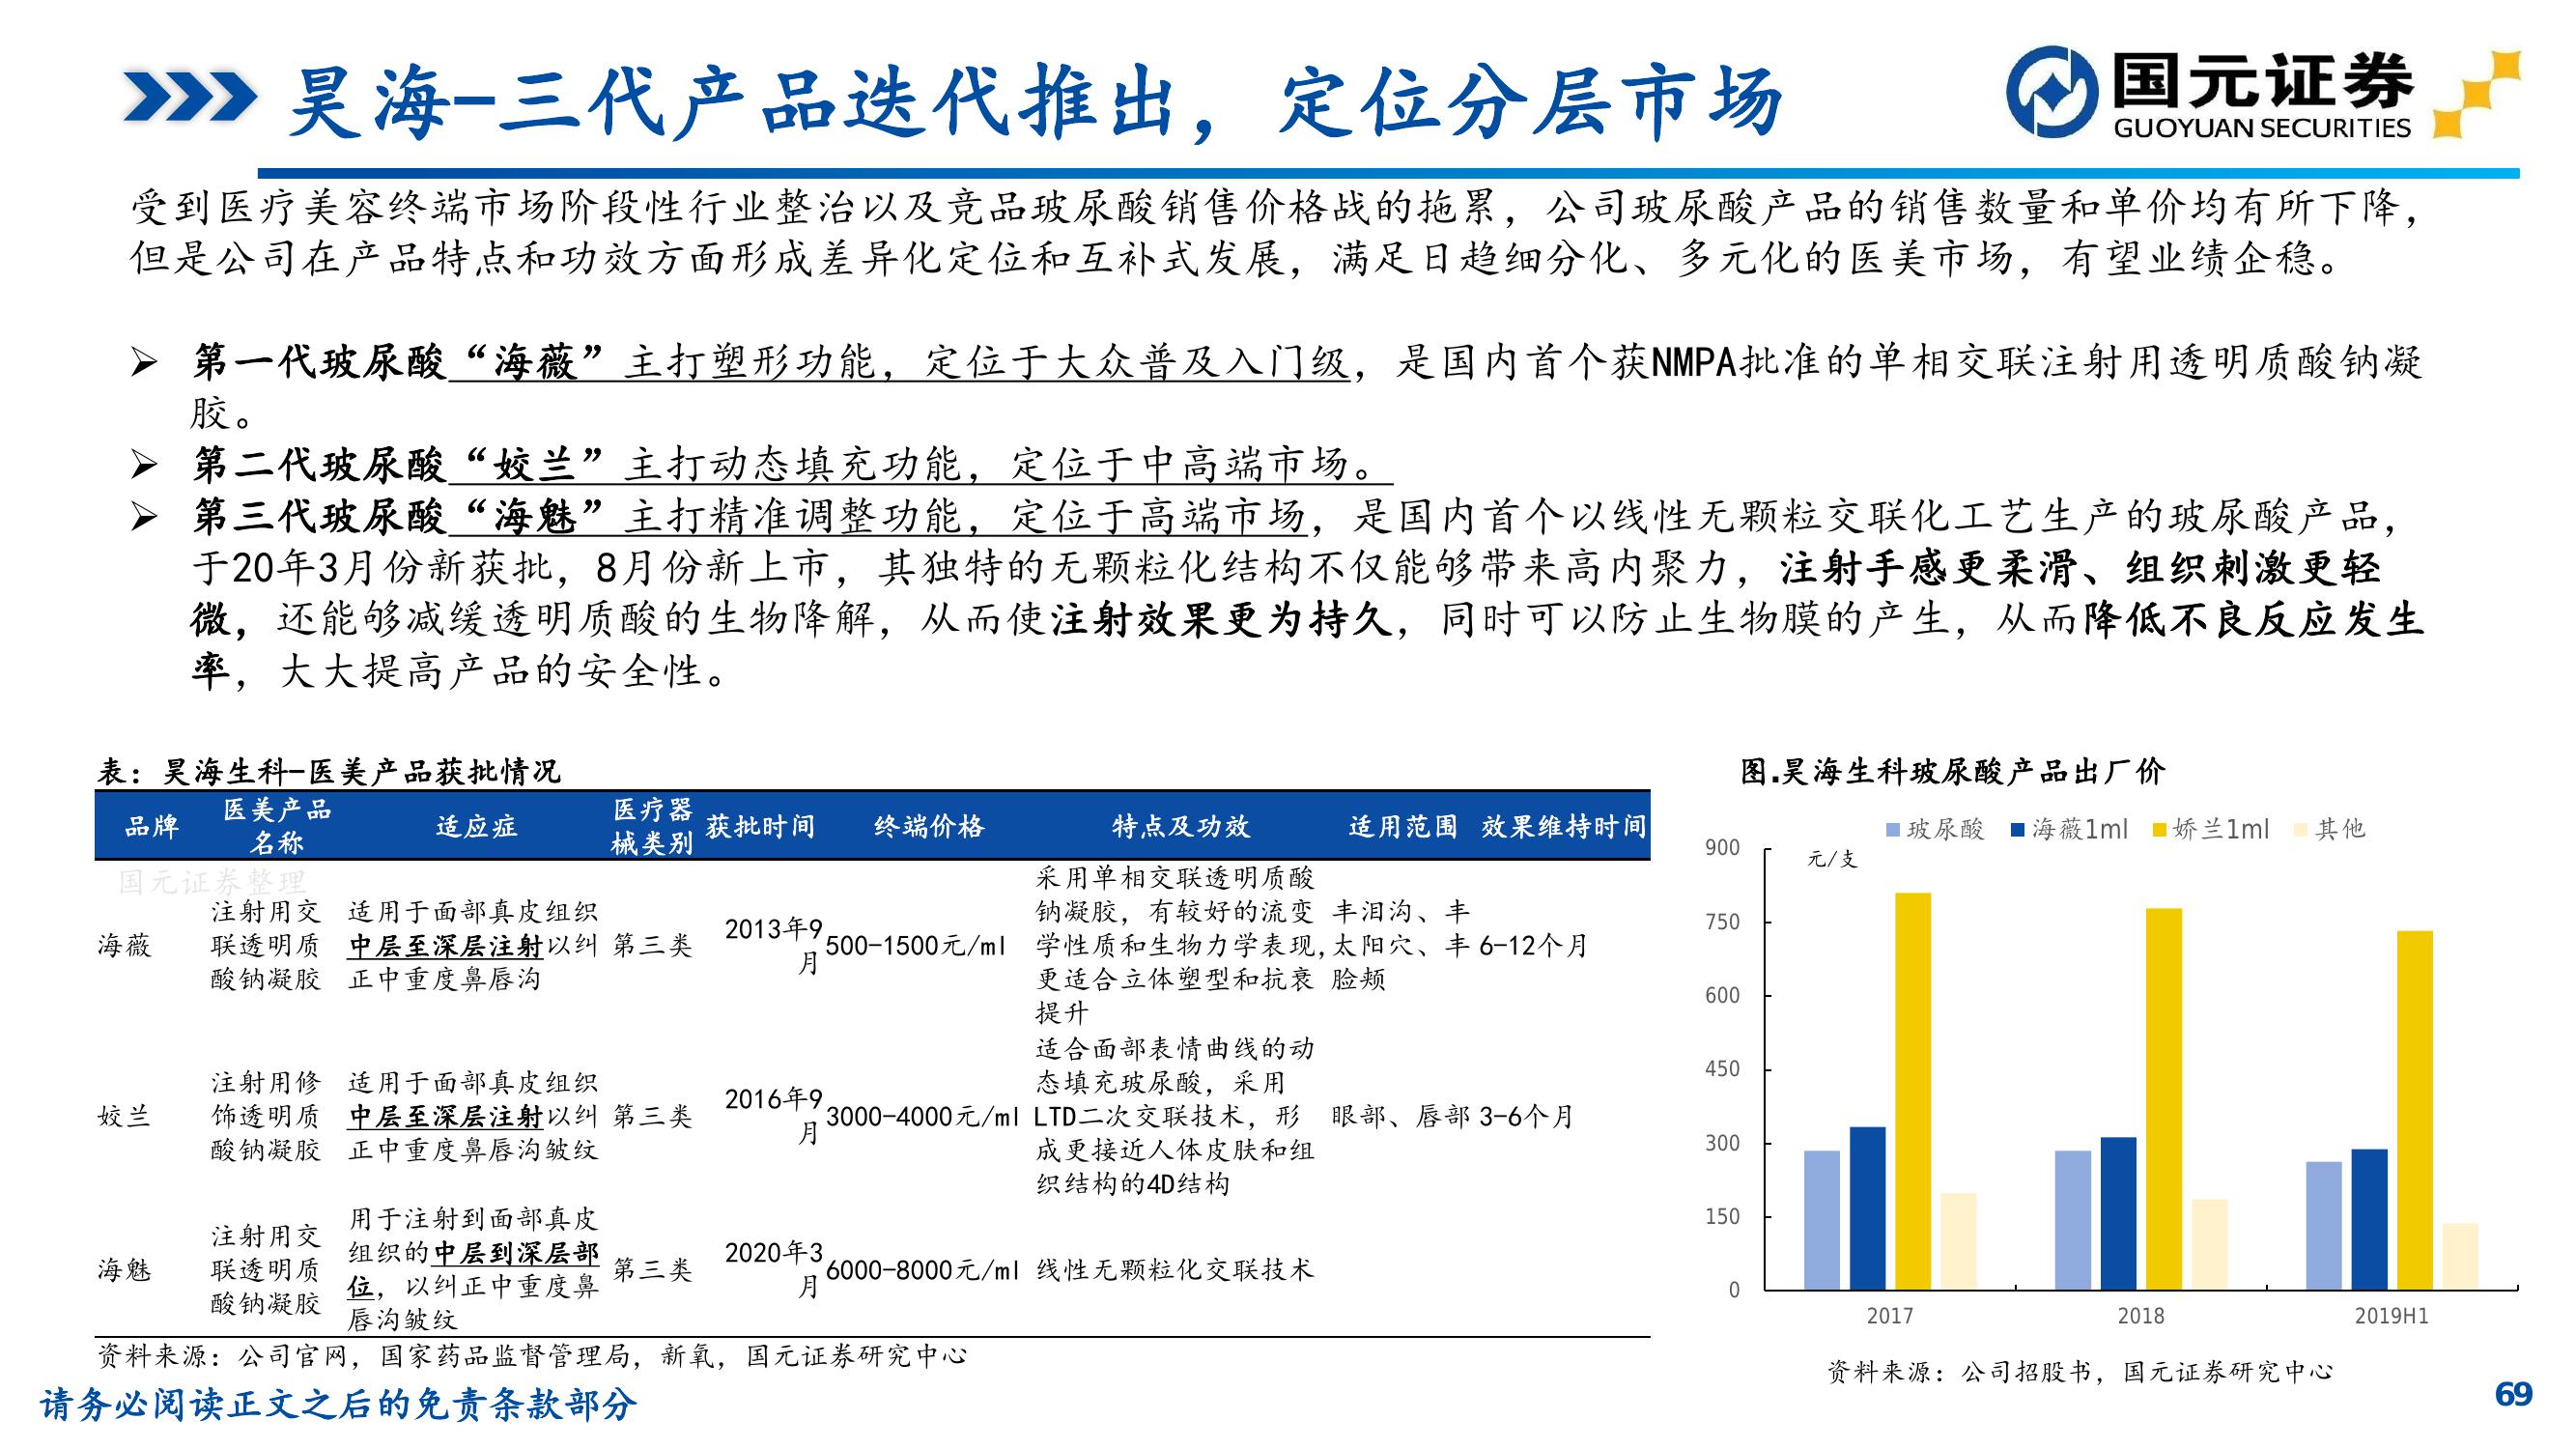 昊海-三代产品迭代推出，定位分层市场
国元证券
GUOYUAN SECURITIES
受到医疗美容终端市场阶段性行业整治以及竞品玻尿酸销售价格战的拖累，公司玻尿酸产品的销售数量和单价均有所下降，
但是公司在产品特点和功效方面形成差异化定位和互补式发展，满足日趋细分化、多元化的医美市场，有望业绩企稳。
➢ 第一代玻尿酸“海薇”主打塑形功能，定位于大众普及入门级，是国内首个获NMPA批准的单相交联注射用透明质酸钠凝
胶。
➢ 第二代玻尿酸“姣兰”主打动态填充功能，定位于中高端市场。
➢ 第三代玻尿酸“海魅”主打精准调整功能，定位于高端市场，是国内首个以线性无颗粒交联化工艺生产的玻尿酸产品，
于20年3月份新获批，8月份新上市，其独特的无颗粒化结构不仅能够带来高内聚力，注射手感更柔滑、组织刺激更轻
微，还能够减缓透明质酸的生物降解，从而使注射效果更为持久，同时可以防止生物膜的产生，从而降低不良反应发生
率，大大提高产品的安全性。
表：昊海生科-医美产品获批情况
品牌
医美产品
名称
适应症
医疗器
械类别
获批时间
终端价格
特点及功效
适用范围
效果维持时间
国元证券整理
海薇
注射用交
联透明质
酸钠凝胶
适用于面部真皮组织
中层至深层注射以纠
正中重度鼻唇沟
第三类
2013年9
月
500-1500元/ml
采用单相交联透明质酸
钠凝胶，有较好的流变
学性质和生物力学表现，
更适合立体塑型和抗衰
提升
丰泪沟、丰
太阳穴、丰
脸颊
6-12个月
姣兰
注射用修
饰透明质
酸钠凝胶
适用于面部真皮组织
中层至深层注射以纠
正中重度鼻唇沟皱纹
第三类
2016年9
月
3000-4000元/ml
适合面部表情曲线的动
态填充玻尿酸，采用
LTD二次交联技术，形
成更接近人体皮肤和组
织结构的4D结构
眼部、唇部
3-6个月
海魅
注射用交
联透明质
酸钠凝胶
用于注射到面部真皮
组织的中层到深层部
位，以纠正中重度鼻
唇沟皱纹
第三类
2020年3
月
6000-8000元/ml
线性无颗粒化交联技术
资料来源：公司官网，国家药品监督管理局，新氧，国元证券研究中心
图.昊海生科玻尿酸产品出厂价
玻尿酸 海薇1ml 娇兰1ml 其他
元/支
900
750
600
450
300
150
0
2017 2018 2019H1
资料来源：公司招股书，国元证券研究中心
请务必阅读正文之后的免责条款部分
69